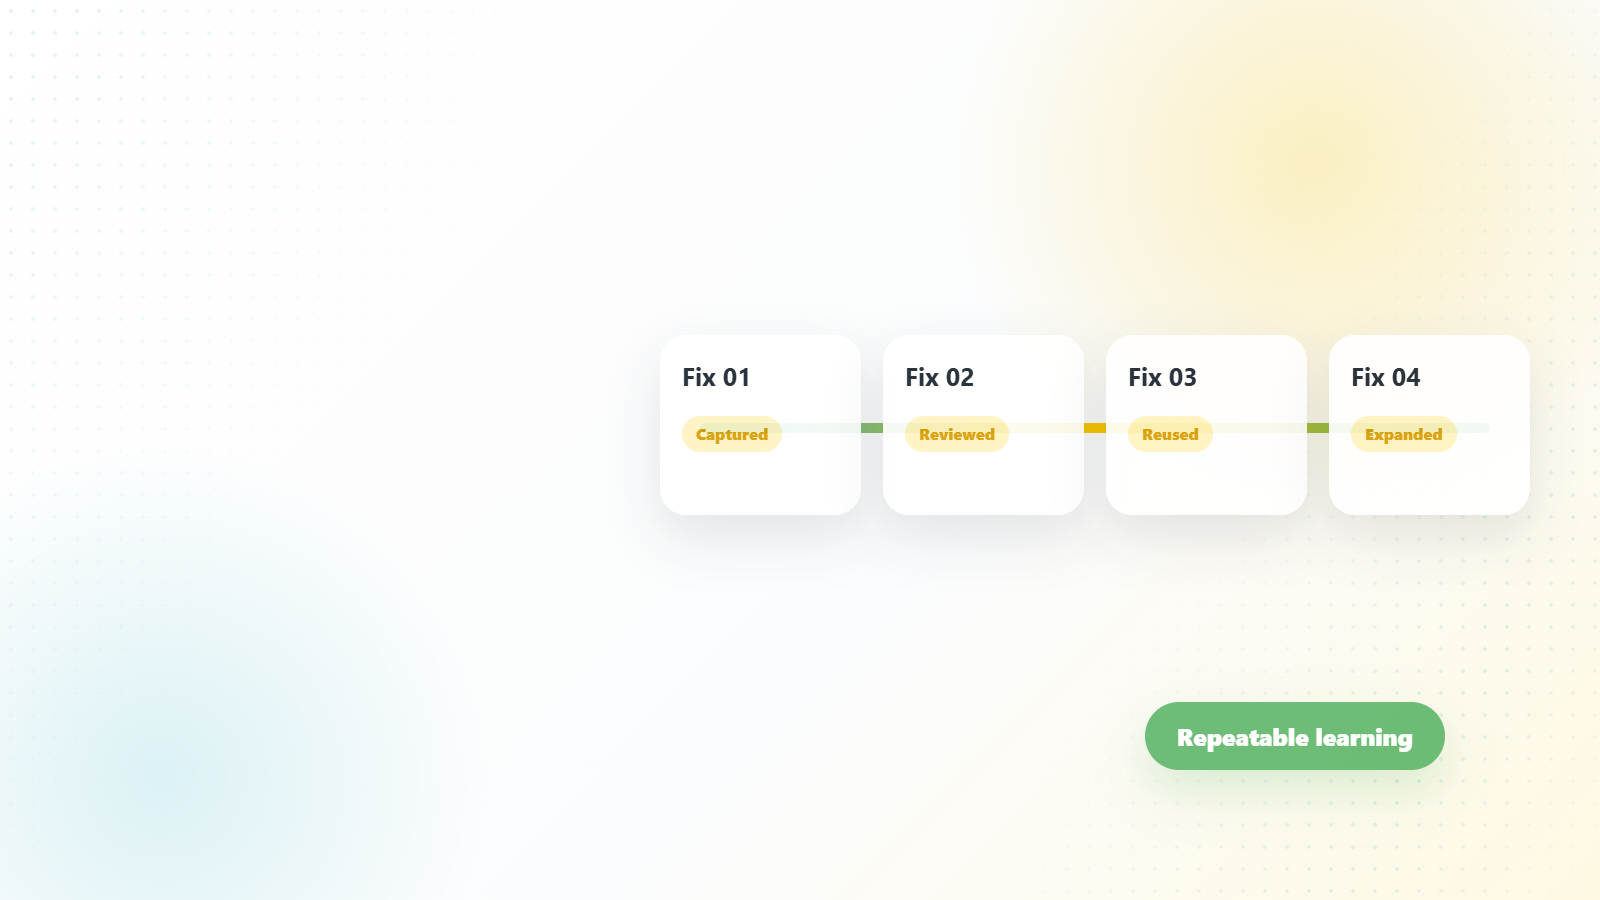 Fix 01
Captured
Fix 02
Reviewed
Fix 03
Reused
Fix 04
Expanded
Repeatable learning